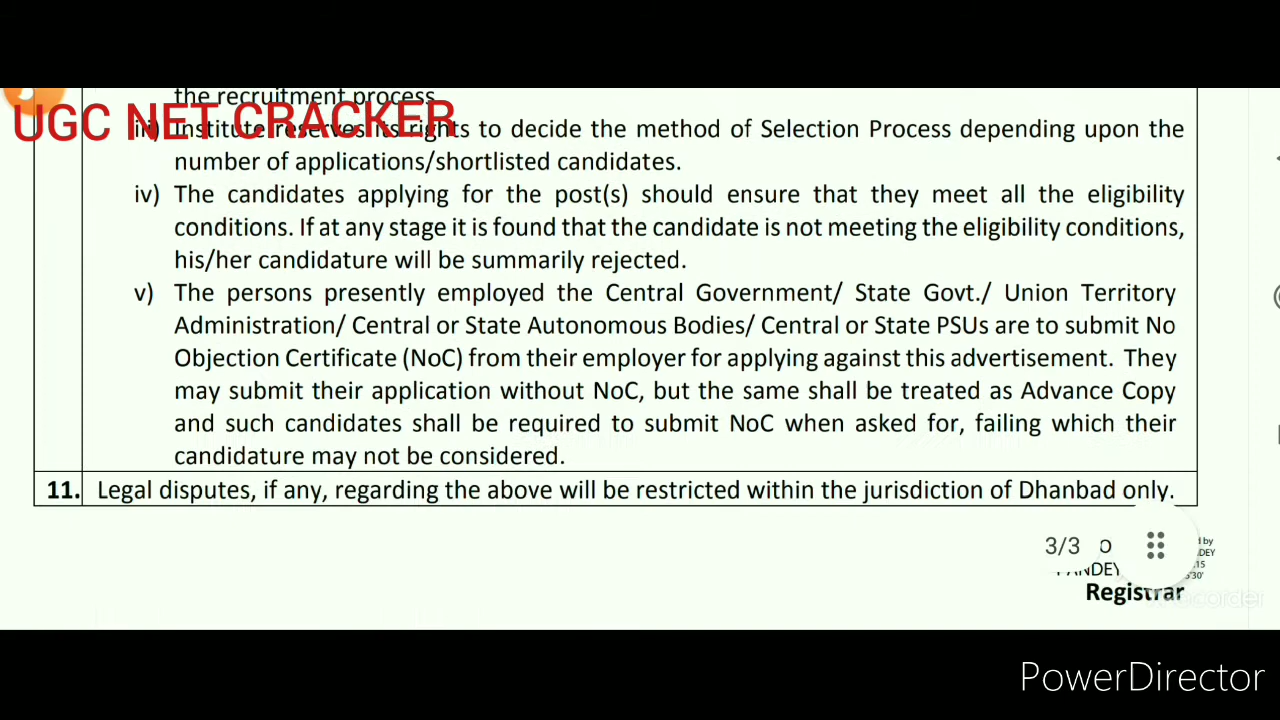 the recruitment process
UGC NET CRACKER
iii) Institute reserves its rights to decide the method of Selection Process depending upon the
number of applications/shortlisted candidates.
iv) The candidates applying for the post(s) should ensure that they meet all the eligibility
conditions. If at any stage it is found that the candidate is not meeting the eligibility conditions,
his/her candidature will be summarily rejected.
v) The persons presently employed the Central Government/ State Govt./ Union Territory
Administration/ Central or State Autonomous Bodies/ Central or State PSUs are to submit No
Objection Certificate (NoC) from their employer for applying against this advertisement. They
may submit their application without NoC, but the same shall be treated as Advance Copy
and such candidates shall be required to submit NoC when asked for, failing which their
candidature may not be considered.
11. Legal disputes, if any, regarding the above will be restricted within the jurisdiction of Dhanbad only.
3/3
Registrar
PowerDirector